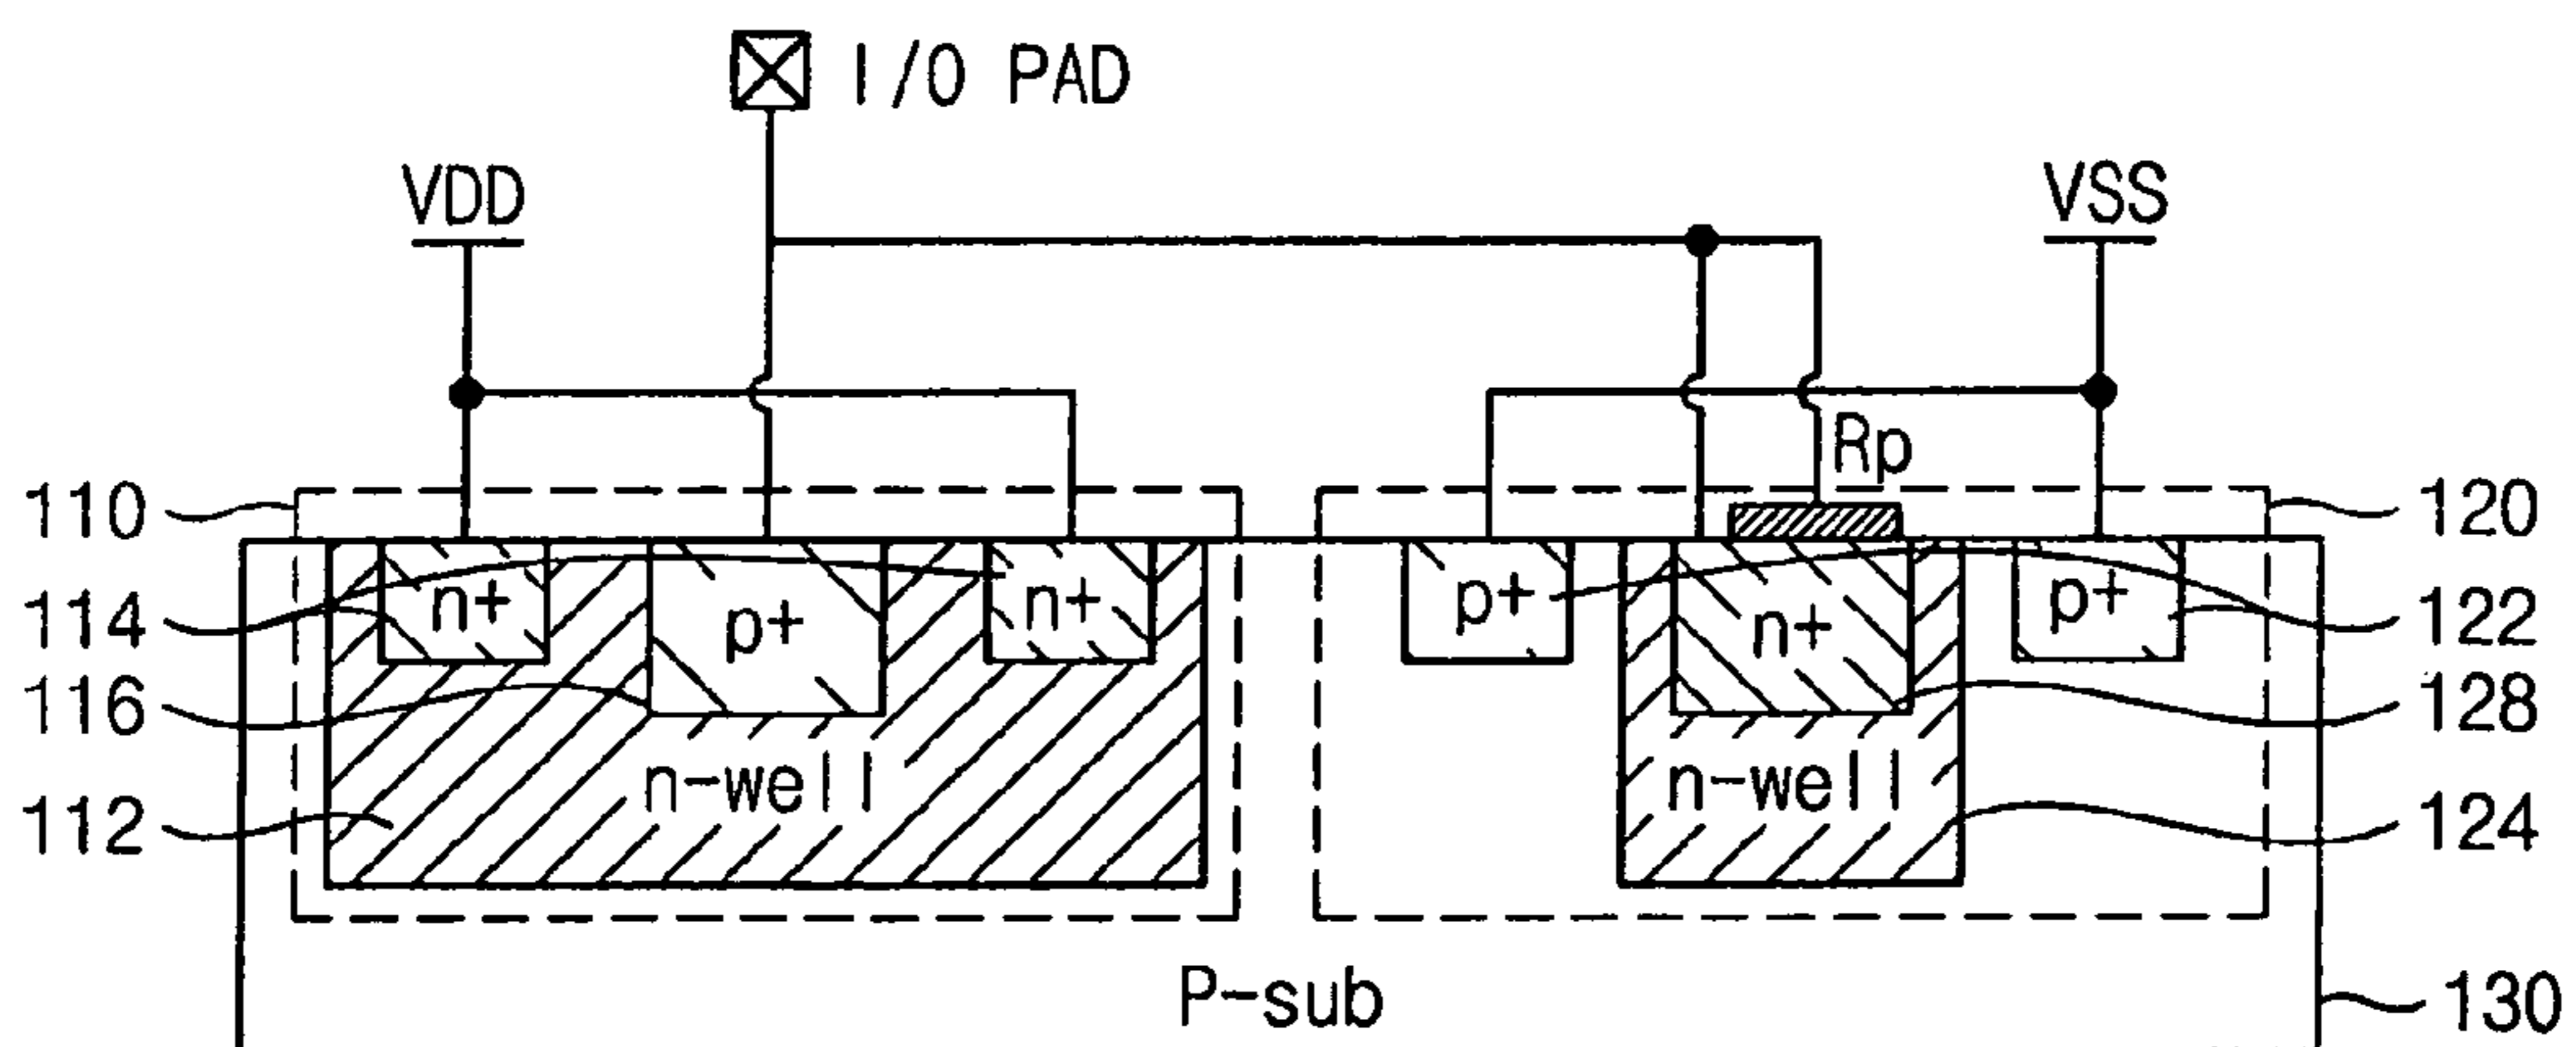 I/O PAD
VDD
VSS
Rp
110
120
n+
p+
n+
p+
n+
p+
114
122
116
128
n-well
n-well
112
124
P-sub
130